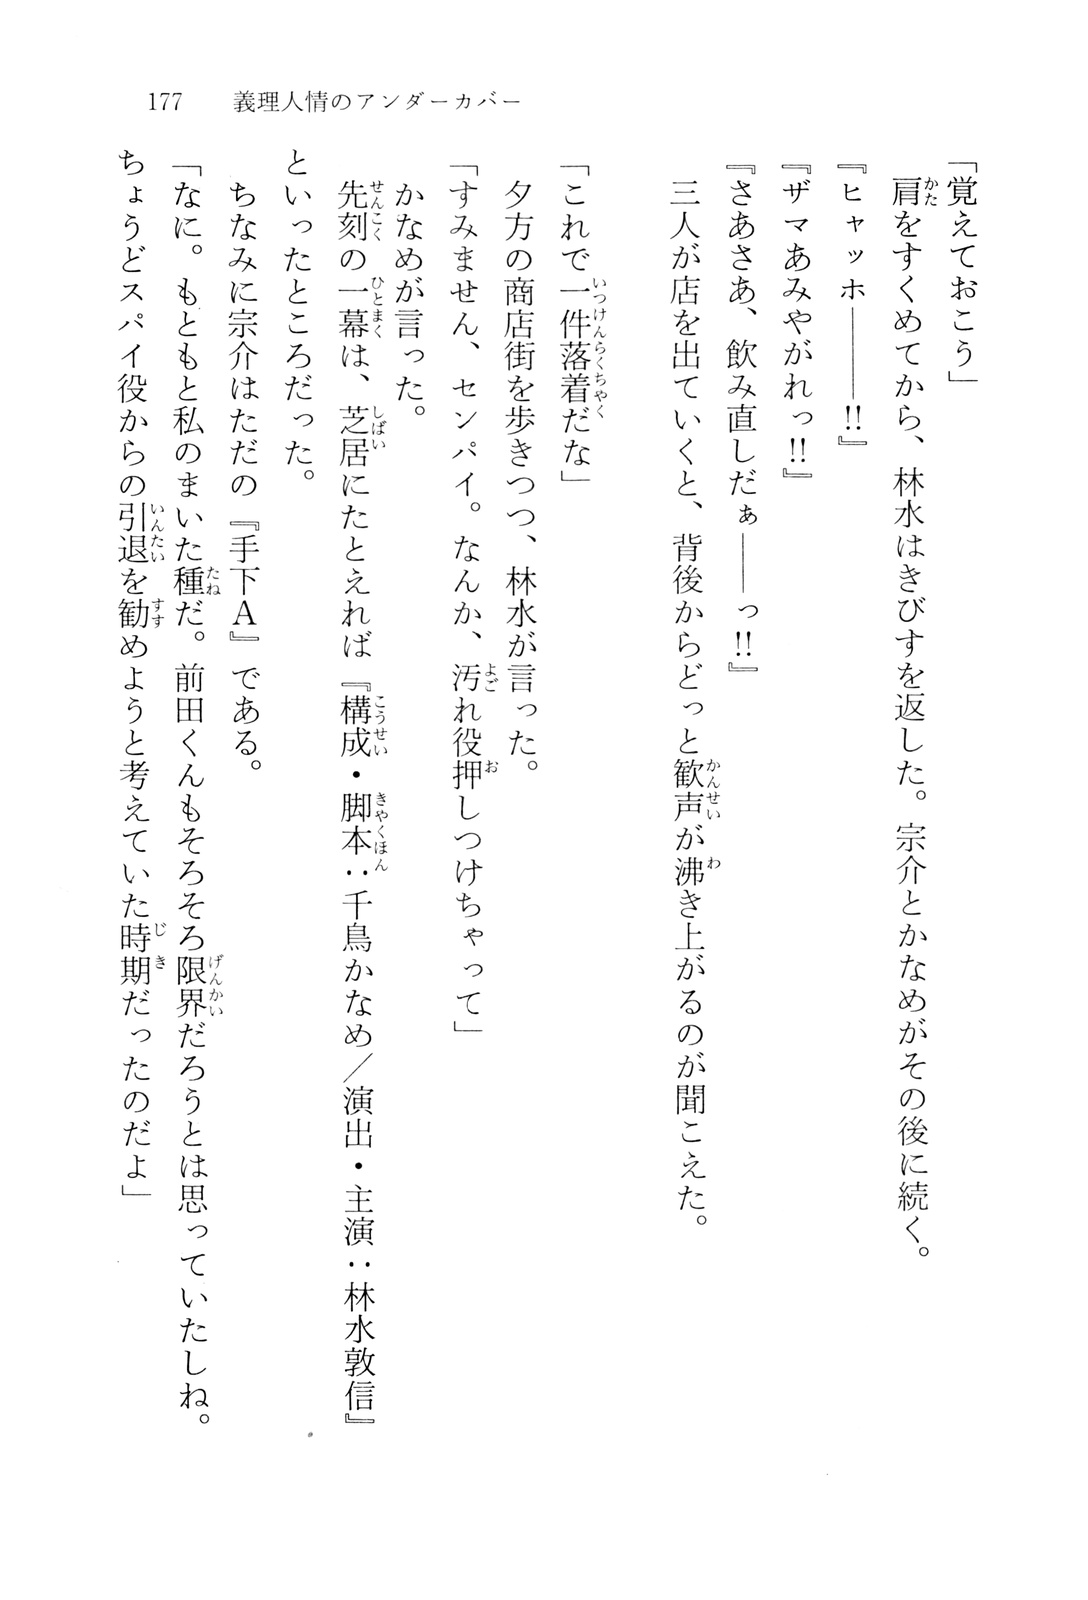 177　義理人情のアンダーカバー
「覚えておこう」
　肩をすくめてから、林水はきびすを返した。宗介とかなめがその後に続く。
『ヒャッホ――――!!』
『ザマあみやがれっ!!』
『さあさあ、飲み直しだぁ――っ!!』
　三人が店を出ていくと、背後からどっと歓声が沸き上がるのが聞こえた。
「これで一件落着だな」
　夕方の商店街を歩きつつ、林水が言った。
「すみません、センパイ。なんか、汚れ役押しつけちゃって」
　かなめが言った。
　先刻の一幕は、芝居にたとえれば『構成・脚本：千鳥かなめ／演出・主演：林水敦信』
といったところだった。
　ちなみに宗介はただの『手下Ａ』である。
「なに。もともと私のまいた種だ。前田くんもそろそろ限界だろうとは思っていたしね。
ちょうどスパイ役からの引退を勧めようと考えていた時期だったのだよ」